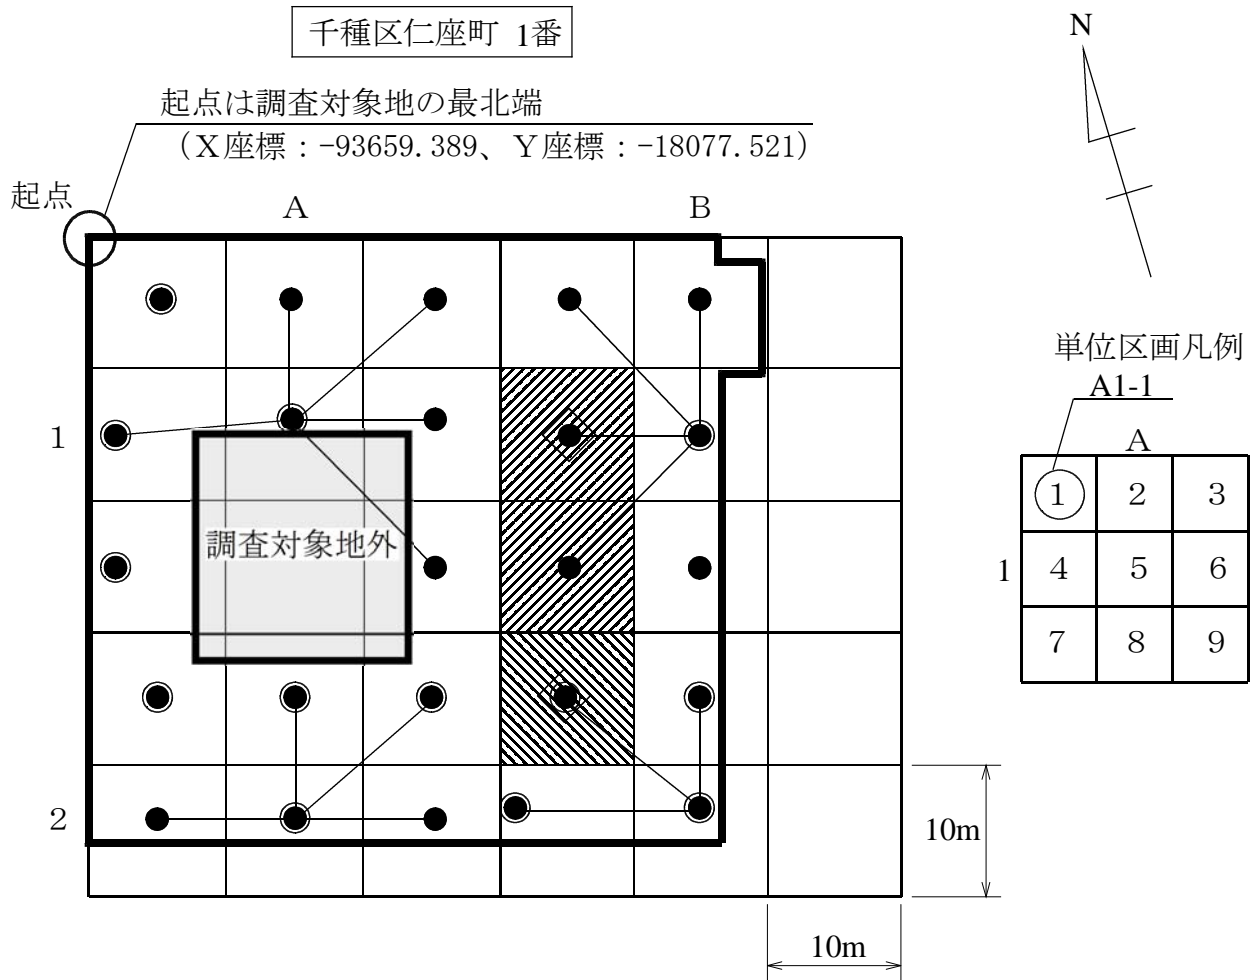 千種区仁座町 1番
N
起点は調査対象地の最北端
（Ｘ座標：-93659.389、Ｙ座標：-18077.521）
起点
Ａ
Ｂ
単位区画凡例
A1-1
1
調査対象地外
Ａ
1 2 3
1
4 5 6
7 8 9
2
10m
10m